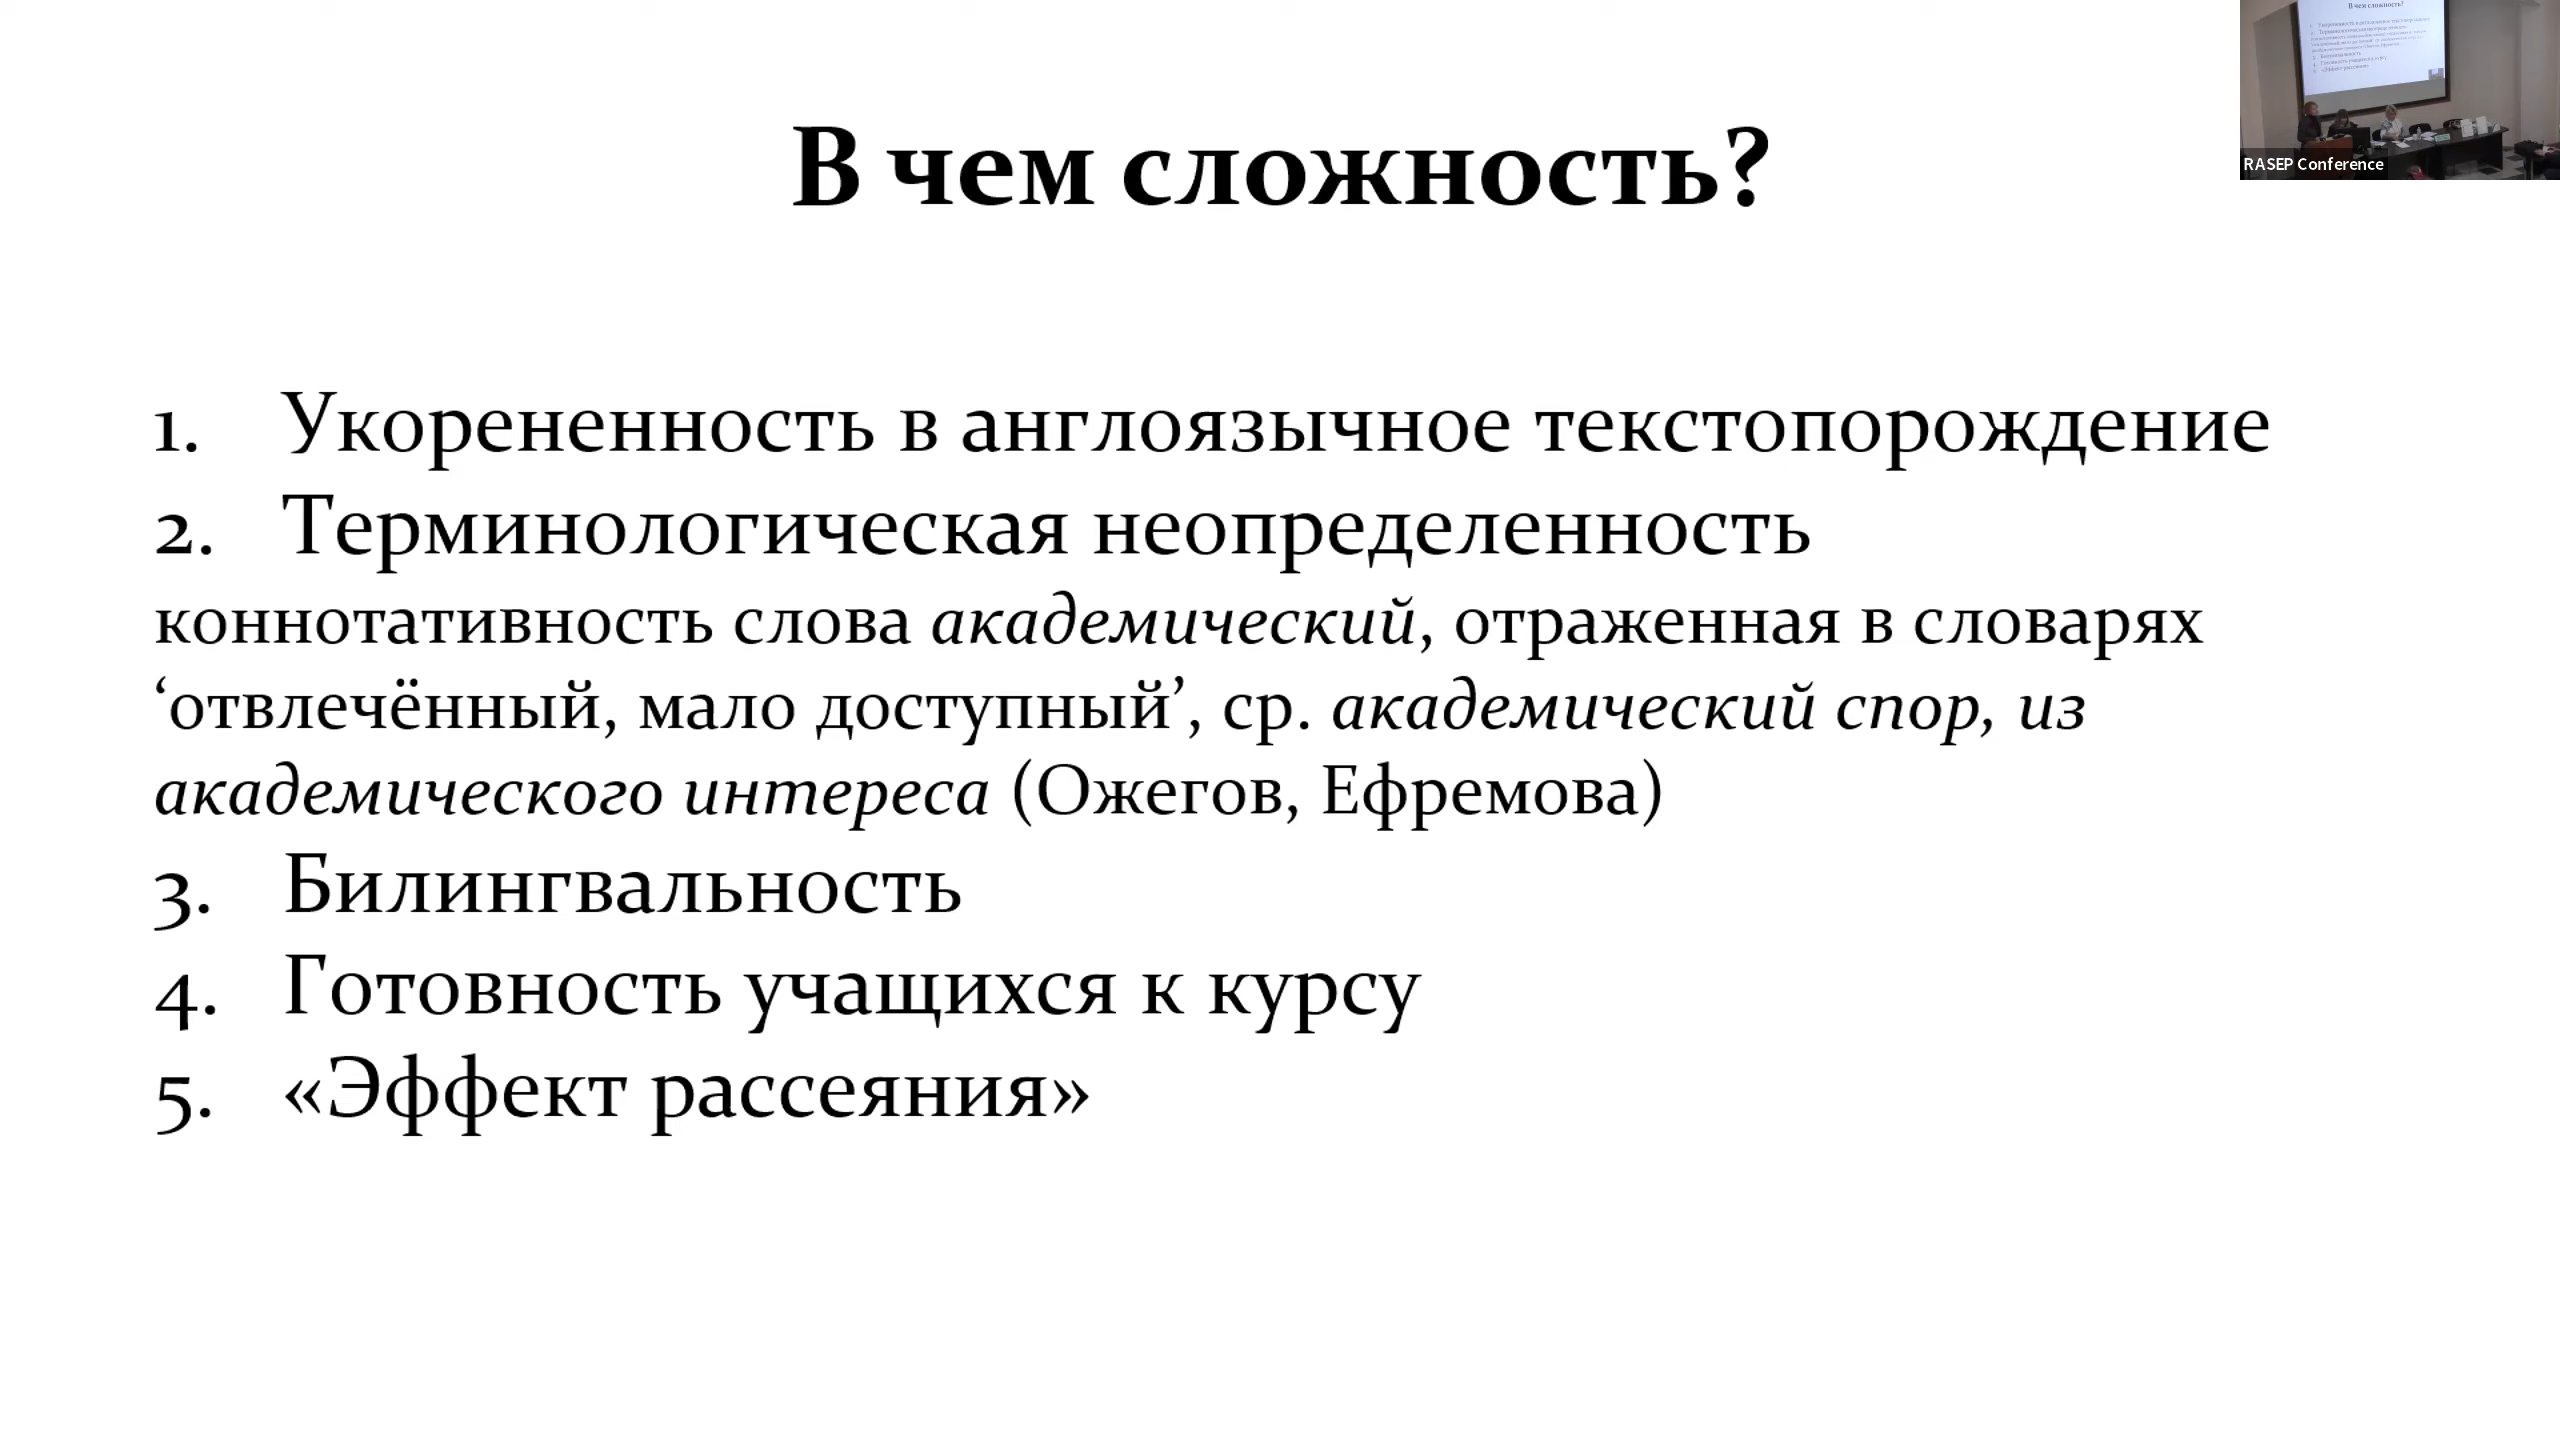 В чем сложность?
RASEP Conference
1. Укорененность в англоязычное текстопорождение
2. Терминологическая неопределенность
коннотативность слова академический, отраженная в словарях
‘отвлечённый, мало доступный’, ср. академический спор, из
академического интереса (Ожегов, Ефремова)
3. Билингвальность
4. Готовность учащихся к курсу
5. «Эффект рассеяния»